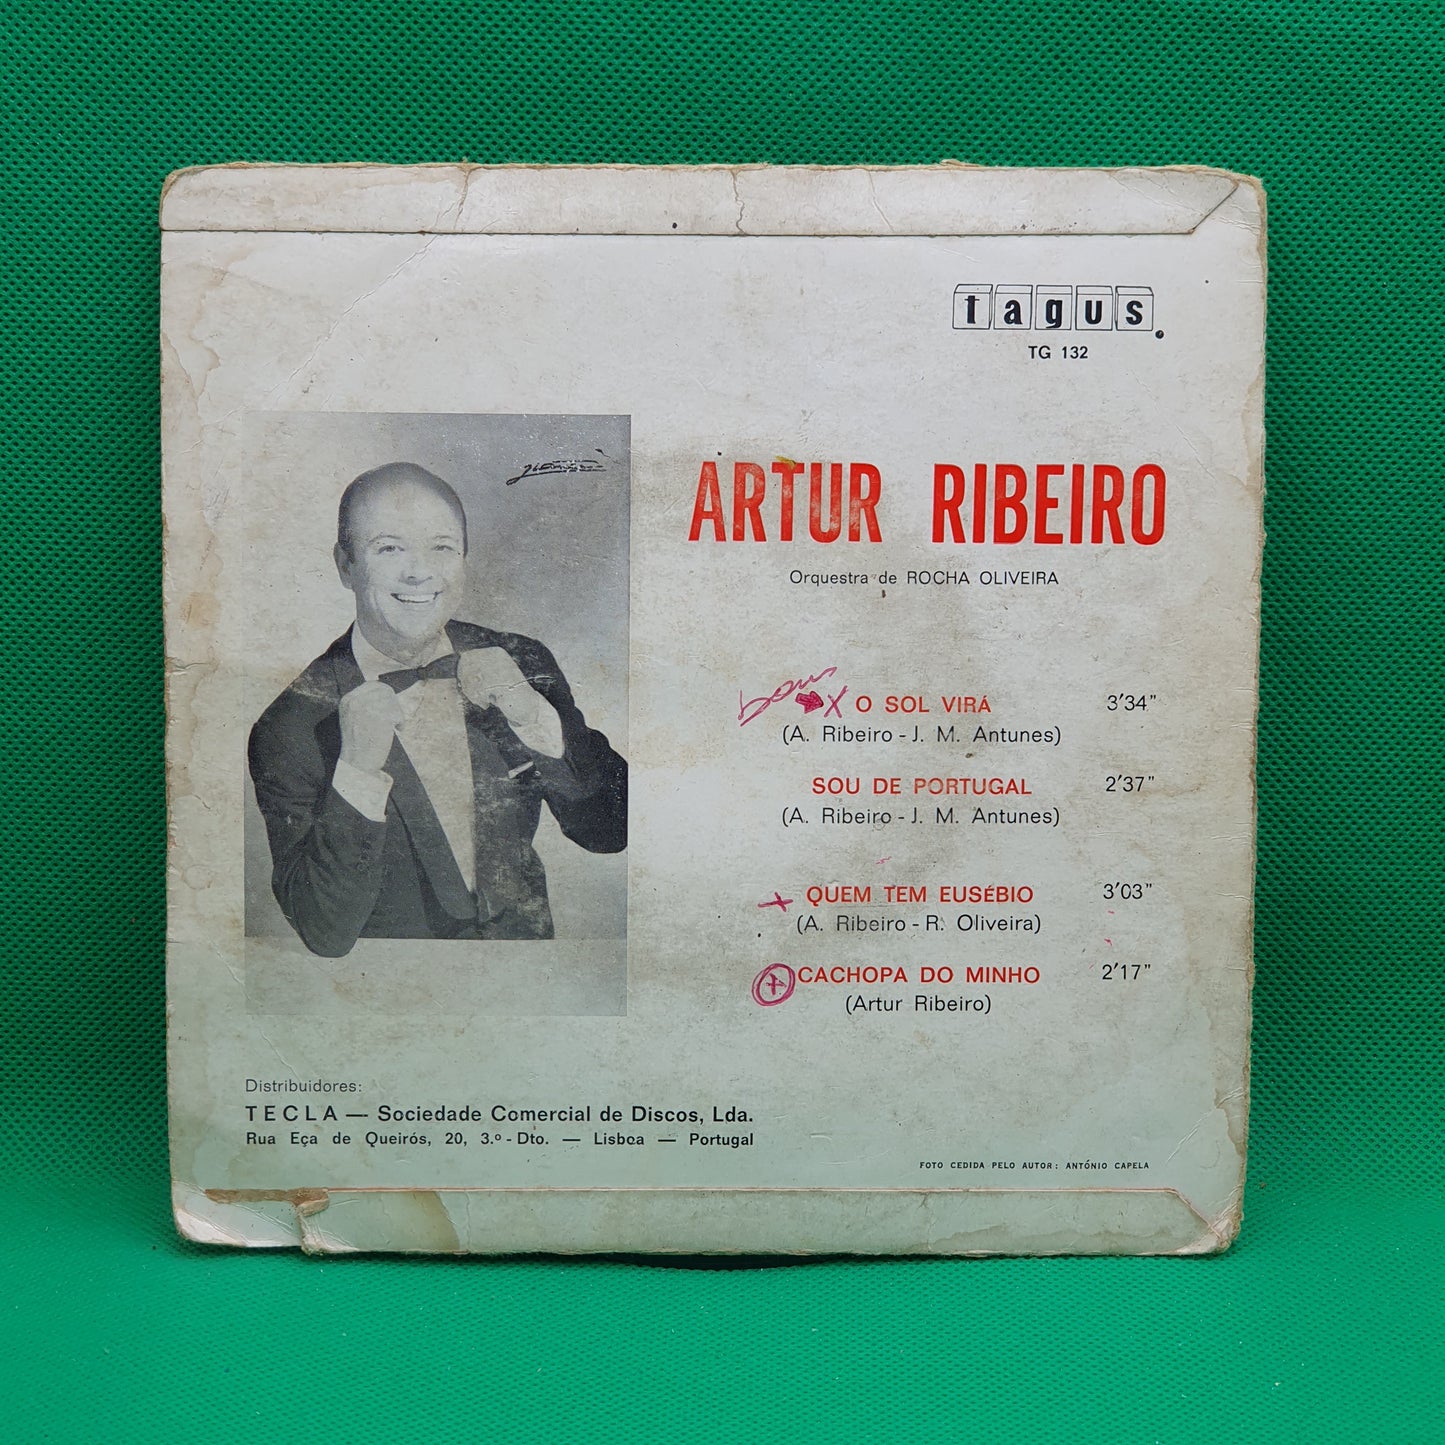 tagus.
TG 132
ARTUR RIBEIRO
Orquestra de ROCHA OLIVEIRA
X O SOL VIRÁ 3'34"
(A. Ribeiro - J. M. Antunes)
SOU DE PORTUGAL 2'37"
(A. Ribeiro - J. M. Antunes)
QUEM TEM EUSÉBIO 3'03"
(A. Ribeiro - R. Oliveira)
CACHOPA DO MINHO 2'17"
(Artur Ribeiro)
Distribuidores:
TECLA — Sociedade Comercial de Discos, Lda.
Rua Eça de Queirós, 20, 3.º - Dto. — Lisboa — Portugal
FOTO CEDIDA PELO AUTOR: ANTÓNIO CAPELA